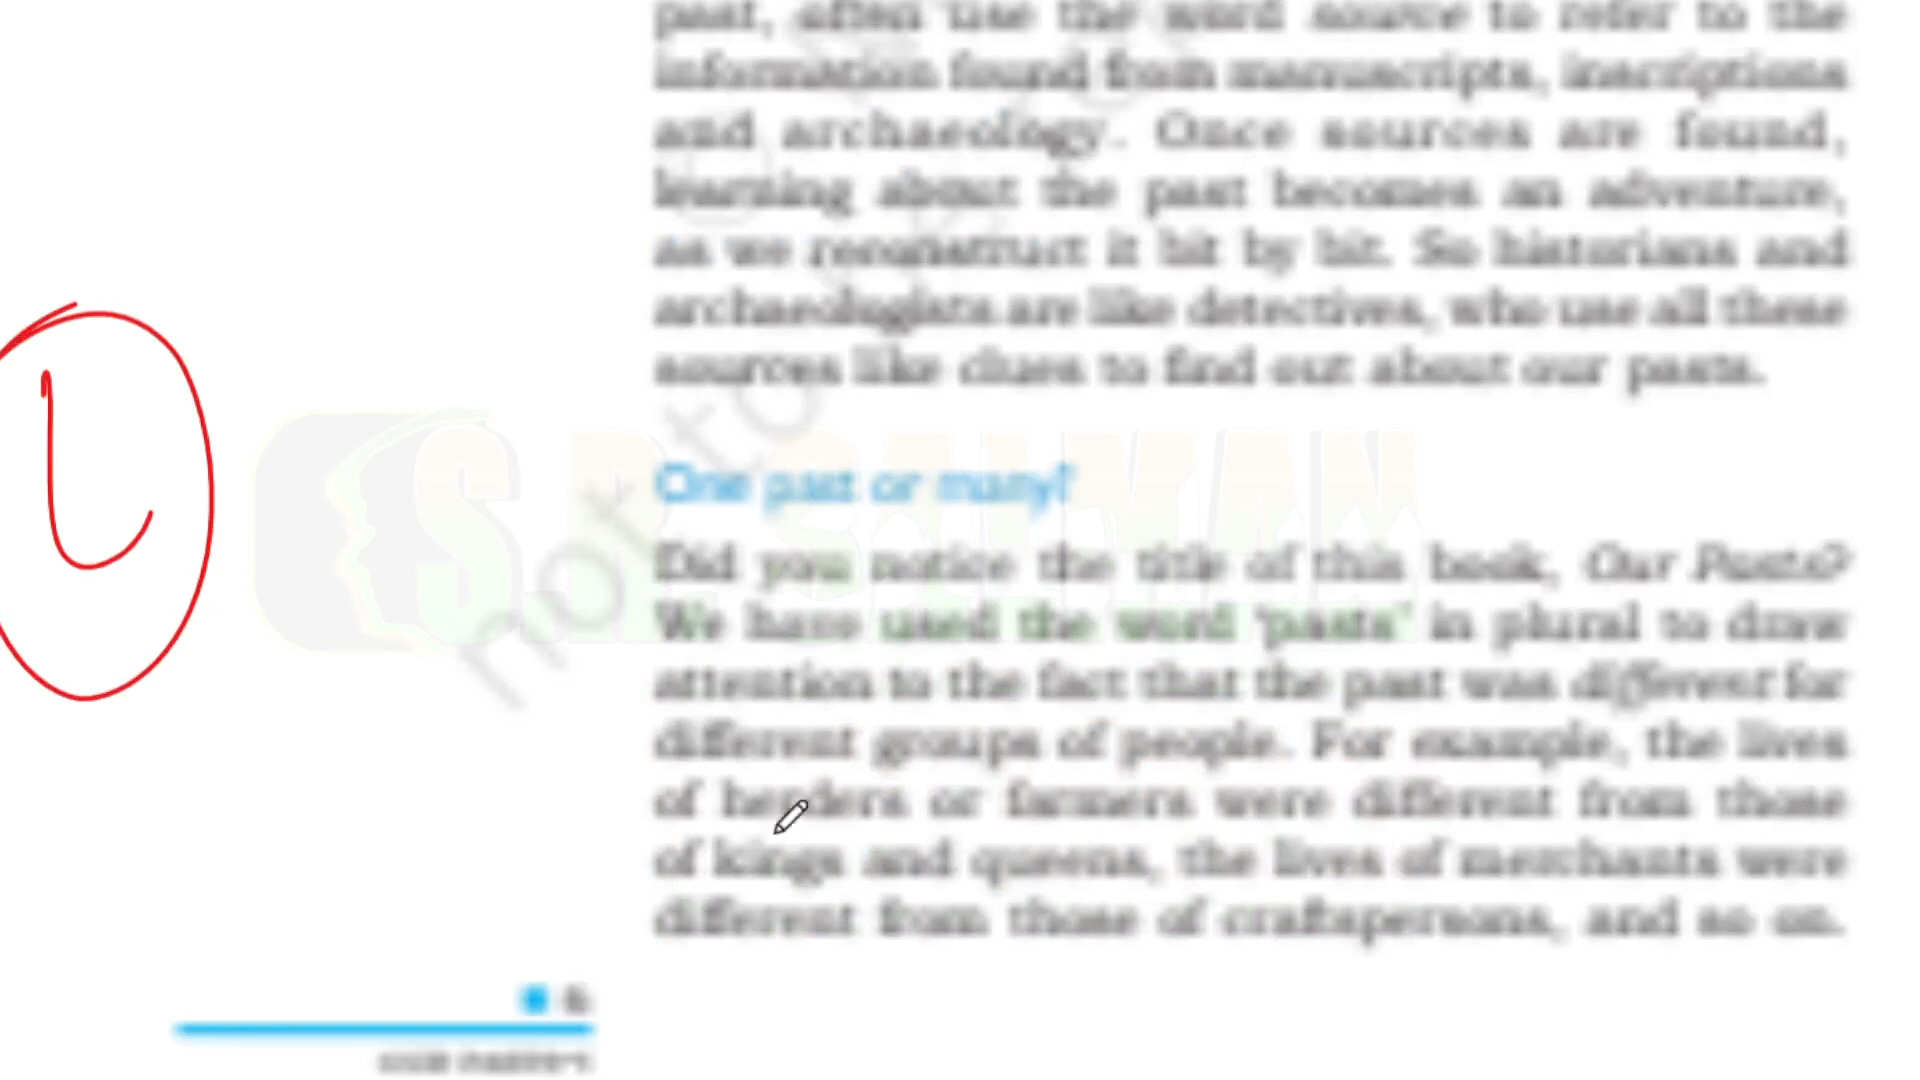 past, often use the word source to refer to the
information found from manuscripts, inscriptions
and archaeology. Once sources are found,
learning about the past becomes an adventure,
as we reconstruct it bit by bit. So historians and
archaeologists are like detectives, who use all these
sources like clues to find out about our pasts.
One past or many?
Did you notice the title of this book, Our Pasts?
We have used the word ‘pasts’ in plural to draw
attention to the fact that the past was different for
different groups of people. For example, the lives
of herders or farmers were different from those
of kings and queens, the lives of merchants were
different from those of craftspersons, and so on.
not to